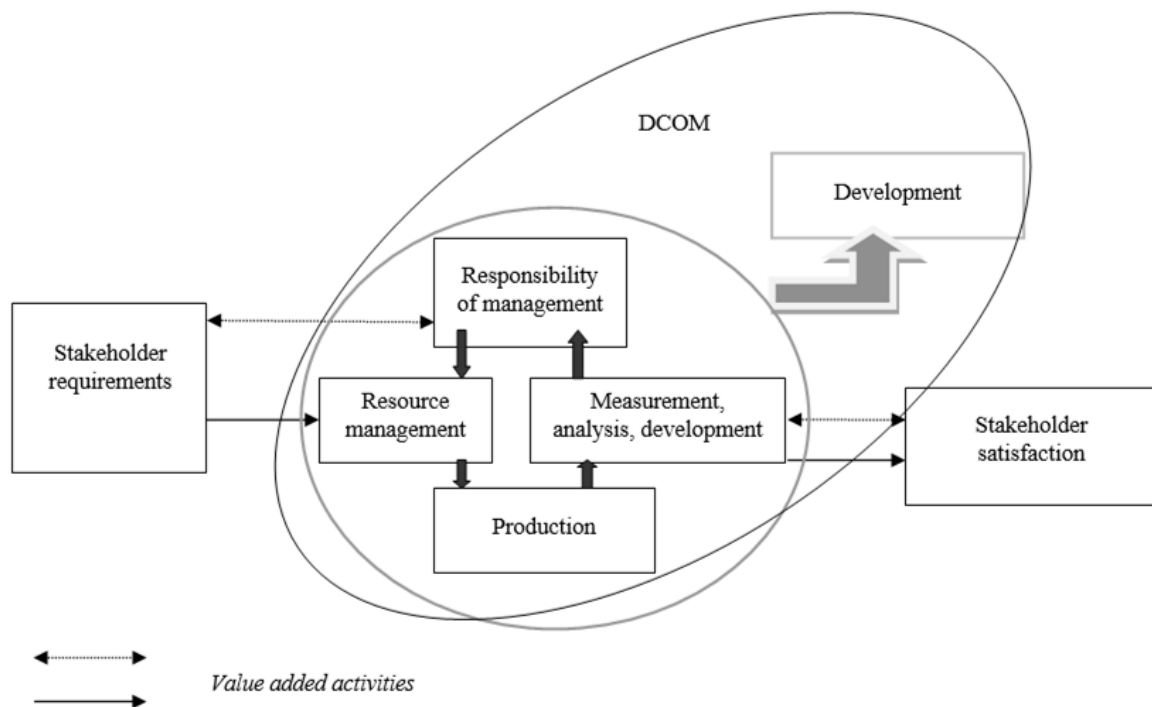 DCOM
Development
Responsibility
of management
Stakeholder
requirements
Resource
management
Measurement,
analysis, development
Stakeholder
satisfaction
Production
Value added activities